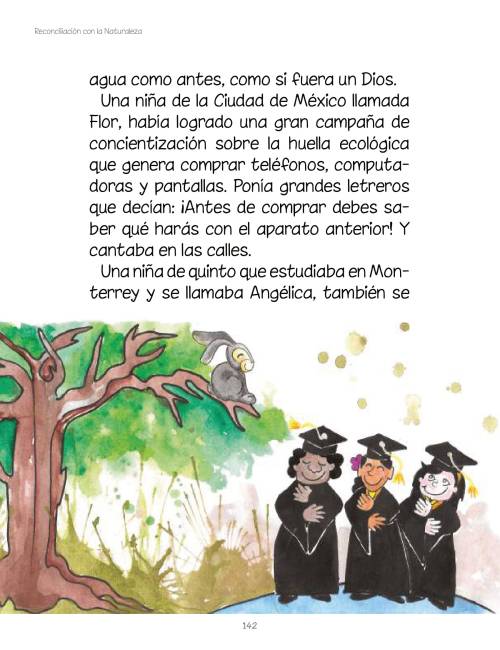 Reconciliación con la Naturaleza
agua como antes, como si fuera un Dios.
Una niña de la Ciudad de México llamada
Flor, había logrado una gran campaña de
concientización sobre la huella ecológica
que genera comprar teléfonos, computa-
doras y pantallas. Ponía grandes letreros
que decían: ¡Antes de comprar debes sa-
ber qué harás con el aparato anterior! Y
cantaba en las calles.
Una niña de quinto que estudiaba en Mon-
terrey y se llamaba Angélica, también se
142